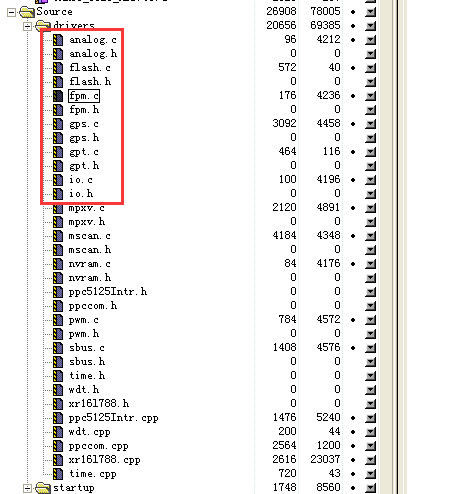 Source 26908 78005
drivers 20656 69385
analog.c 96 4212
analog.h 0 0
flash.c 572 40
flash.h 0 0
fpm.c 176 4236
fpm.h 0 0
gps.c 3092 4458
gps.h 0 0
gpt.c 464 116
gpt.h 0 0
io.c 100 4196
io.h 0 0
mpxv.c 2120 4891
mpxv.h 0 0
mscan.c 4184 4348
mscan.h 0 0
nvram.c 84 4176
nvram.h 0 0
ppc5125Intr.h 0 0
ppccom.h 0 0
pwm.c 784 4572
pwm.h 0 0
sbus.c 1408 4576
sbus.h 0 0
time.h 0 0
wdt.h 0 0
xr16l788.h 0 0
ppc5125Intr.cpp 1476 5240
wdt.cpp 200 44
ppccom.cpp 2564 1200
xr16l788.cpp 2616 23037
time.cpp 720 43
startup 1748 8560